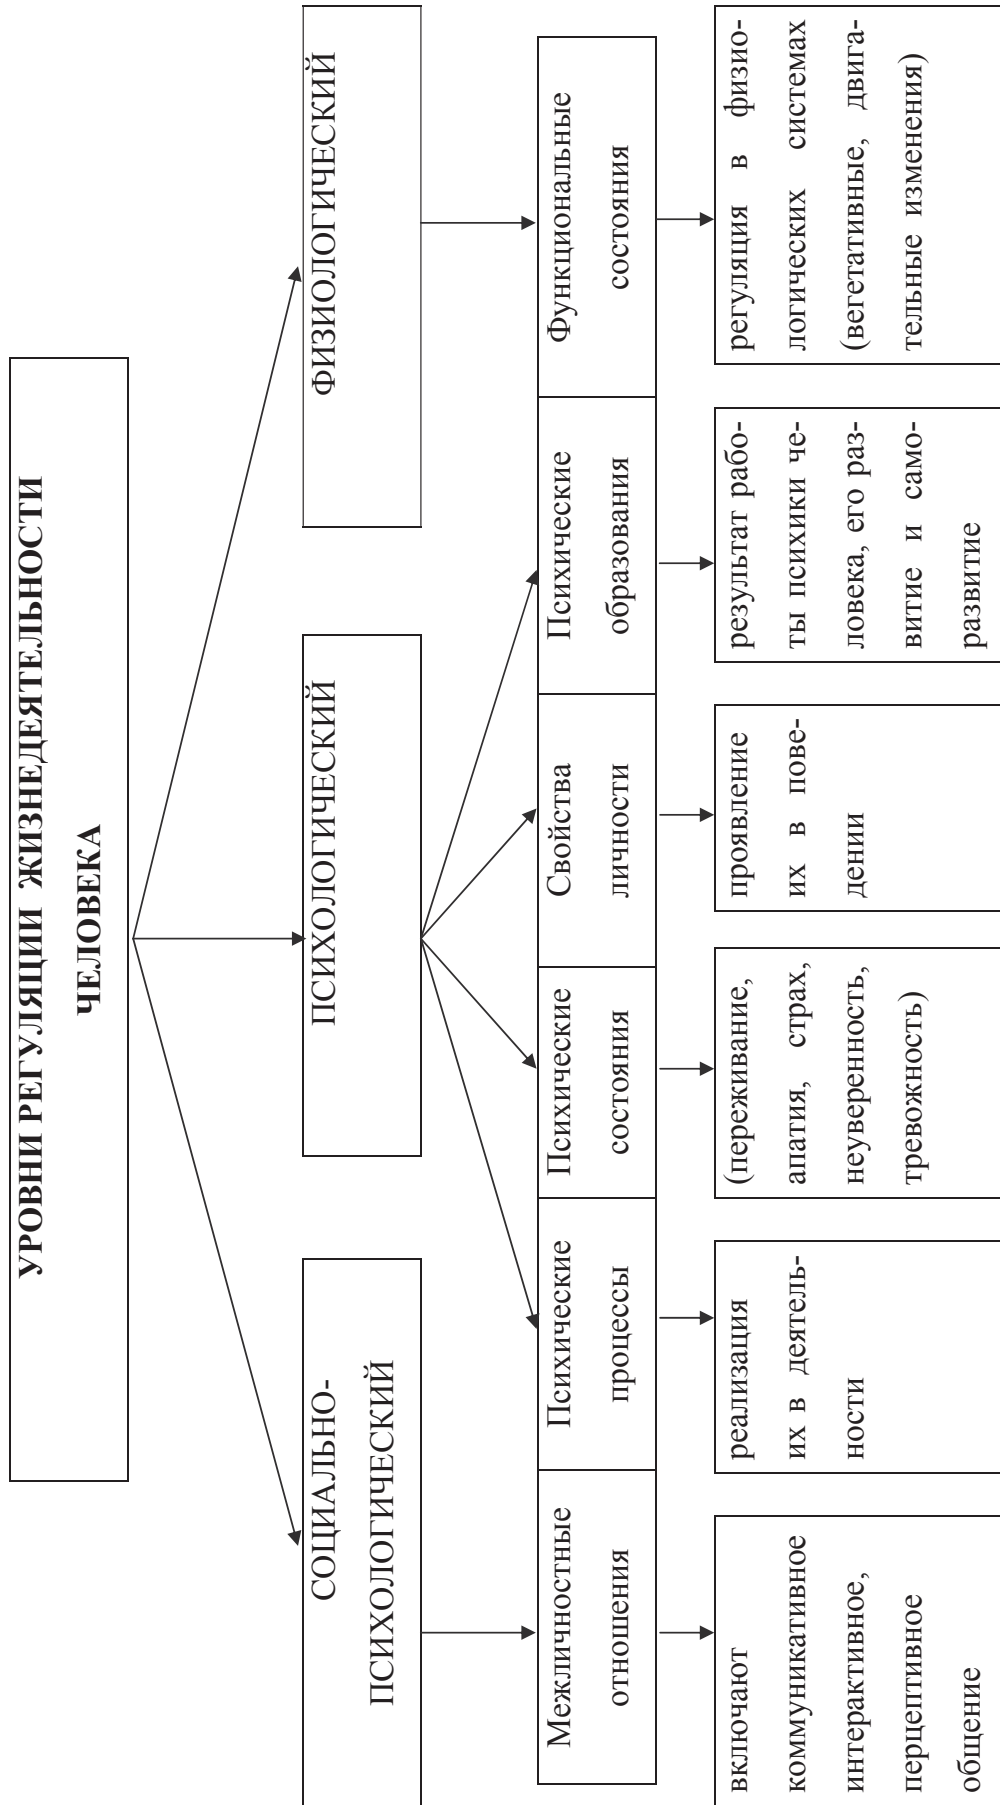 УРОВНИ РЕГУЛЯЦИИ ЖИЗНЕДЕЯТЕЛЬНОСТИ
ЧЕЛОВЕКА
СОЦИАЛЬНО-
ПСИХОЛОГИЧЕСКИЙ
ПСИХОЛОГИЧЕСКИЙ
ФИЗИОЛОГИЧЕСКИЙ
Межличностные
отношения
Психические
процессы
Психические
состояния
Свойства
личности
Психические
образования
Функциональные
состояния
включают
коммуникативное
интерактивное,
перцептивное
общение
реализация
их в деятель-
ности
(переживание,
апатия, страх,
неуверенность,
тревожность)
проявление
их в пове-
дении
результат рабо-
ты психики че-
ловека, его раз-
витие и само-
развитие
регуляция в физио-
логических системах
(вегетативные, двига-
тельные изменения)